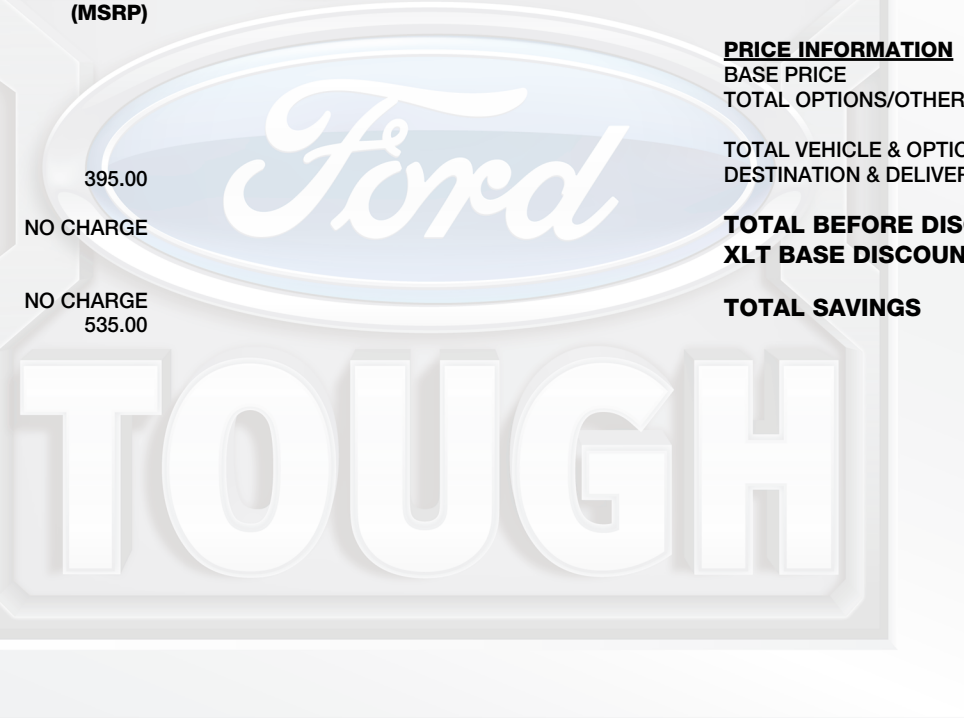 (MSRP)
395.00
NO CHARGE
NO CHARGE
535.00
PRICE INFORMATION
BASE PRICE
TOTAL OPTIONS/OTHER
TOTAL VEHICLE & OPTIO
DESTINATION & DELIVER
TOTAL BEFORE DIS
XLT BASE DISCOUN
TOTAL SAVINGS
Ford
TOUGH